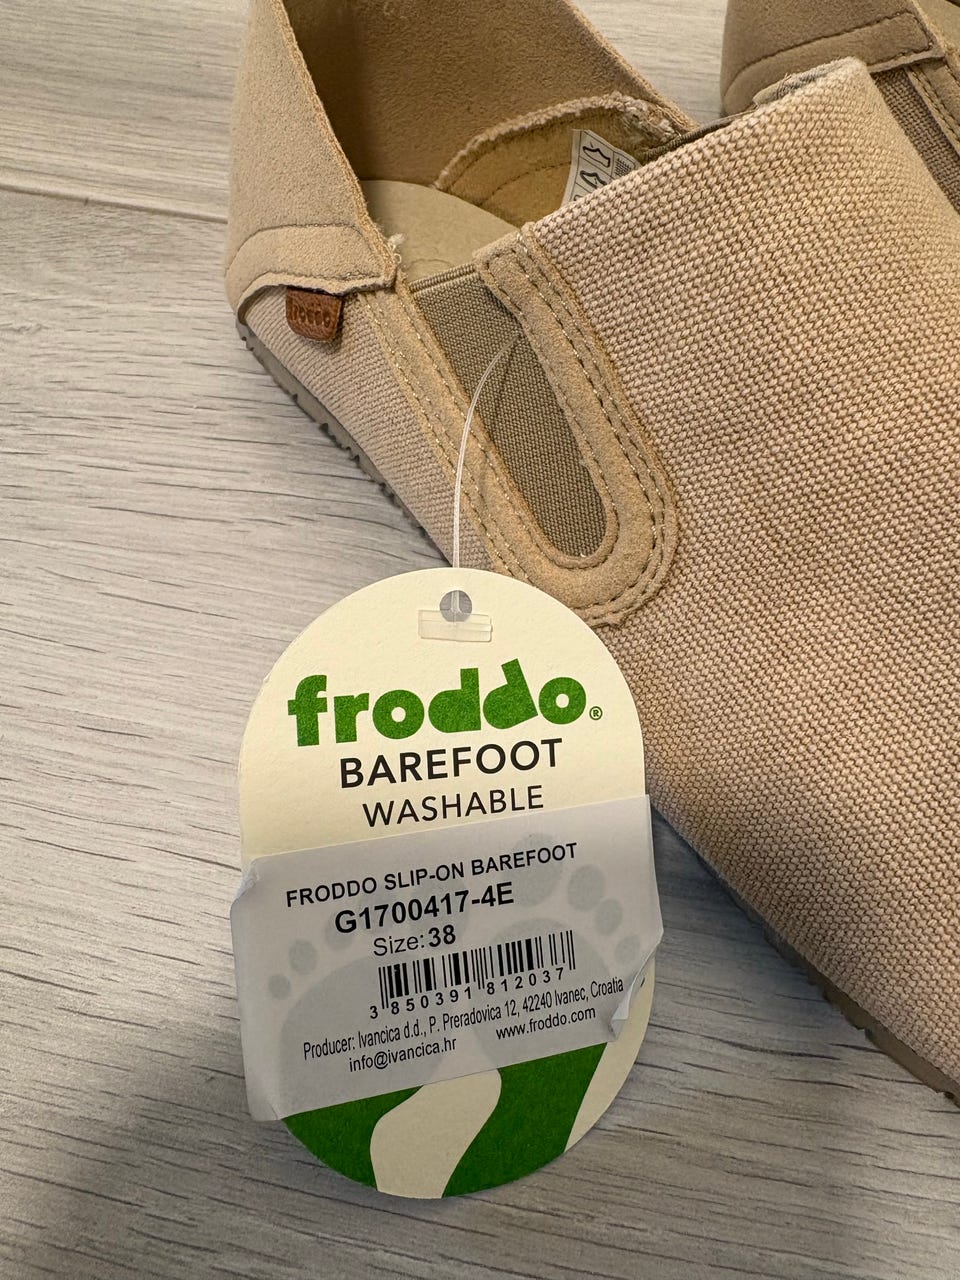 froddo
froddo®
BAREFOOT
WASHABLE
FRODDO SLIP-ON BAREFOOT
G1700417-4E
Size: 38
3 850391 812037
Producer: Ivancica d.d., P. Preradovica 12, 42240 Ivanec, Croatia
info@ivancica.hr www.froddo.com